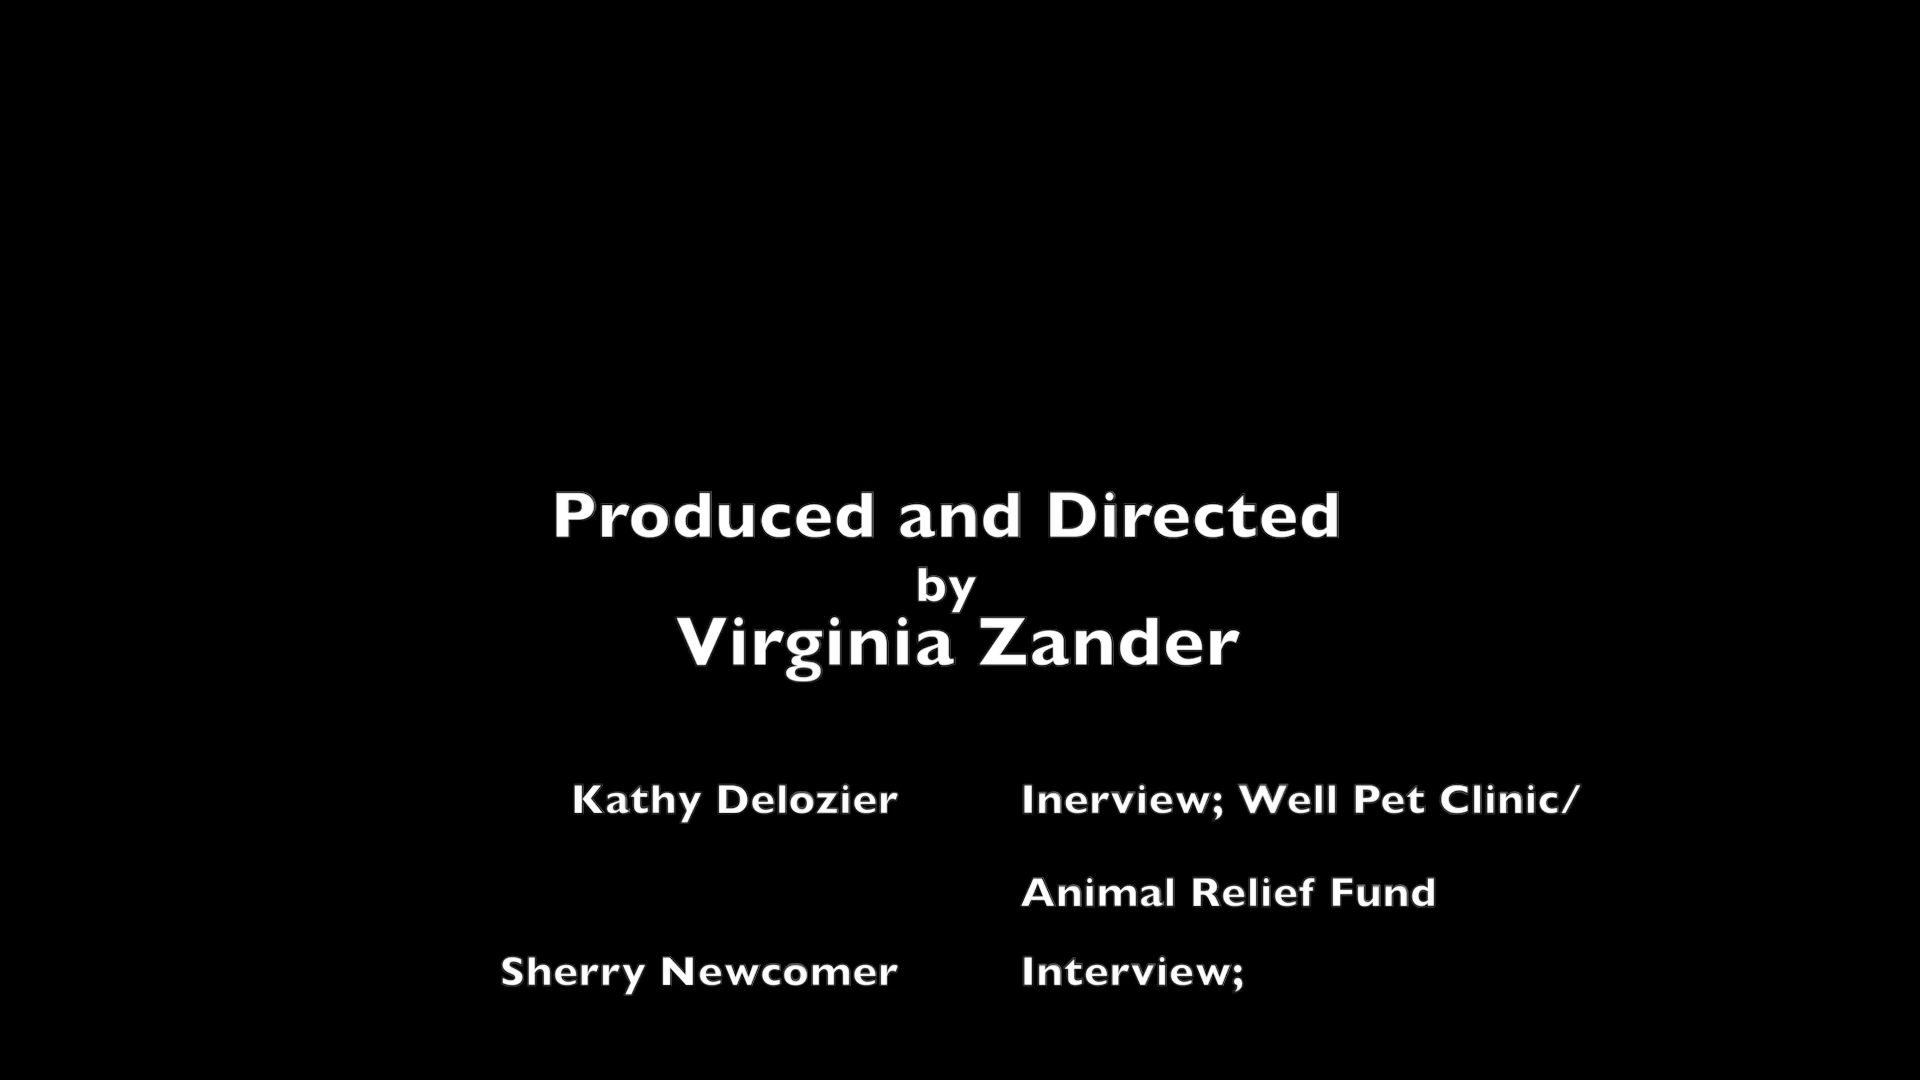 Produced and Directed
by
Virginia Zander
Kathy Delozier Inerview; Well Pet Clinic/
Animal Relief Fund
Sherry Newcomer Interview;